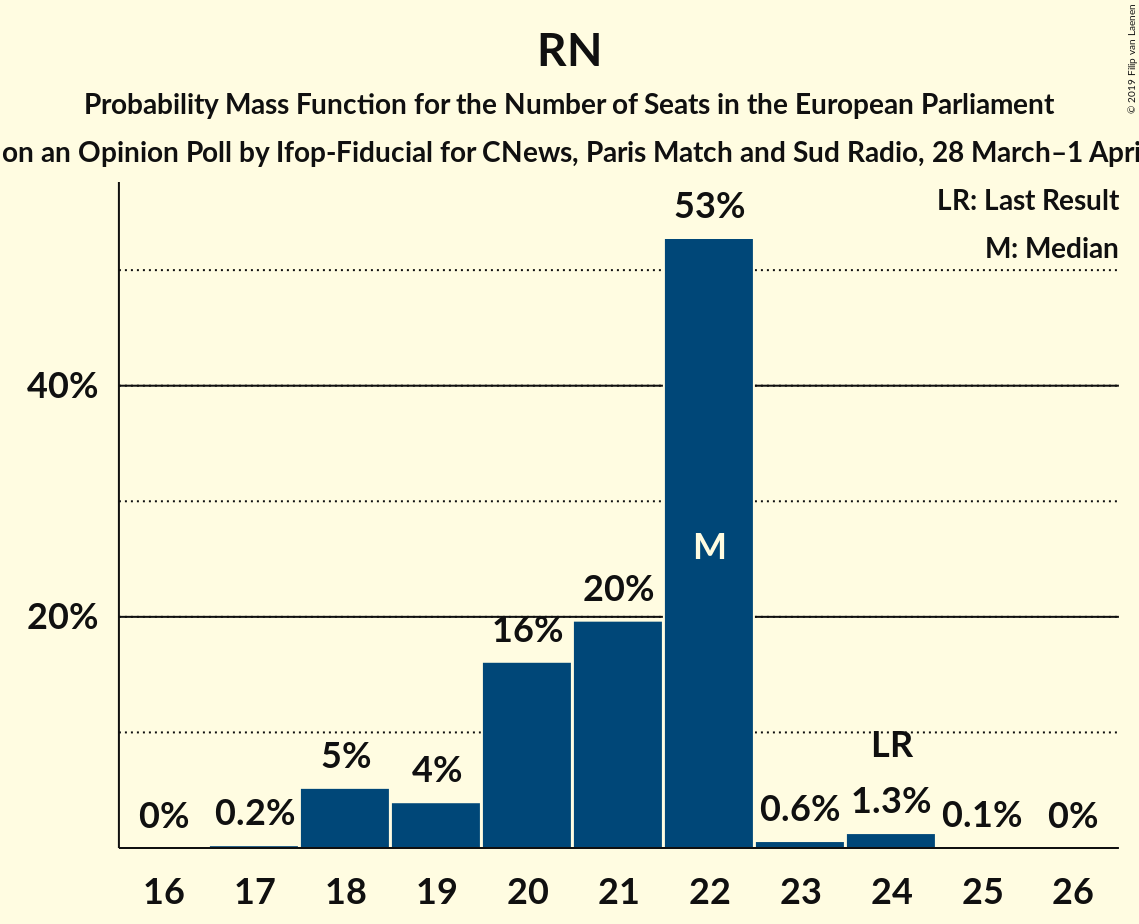 RN
Probability Mass Function for the Number of Seats in the European Parliament
on an Opinion Poll by Ifop-Fiducial for CNews, Paris Match and Sud Radio, 28 March–1 Apri
© 2019 Filip van Laenen
LR: Last Result
M: Median
53%
40%
M
20%
20%
16%
LR
5%
4%
0%
0.2%
0.6%
1.3%
0.1%
0%
16 17 18 19 20 21 22 23 24 25 26